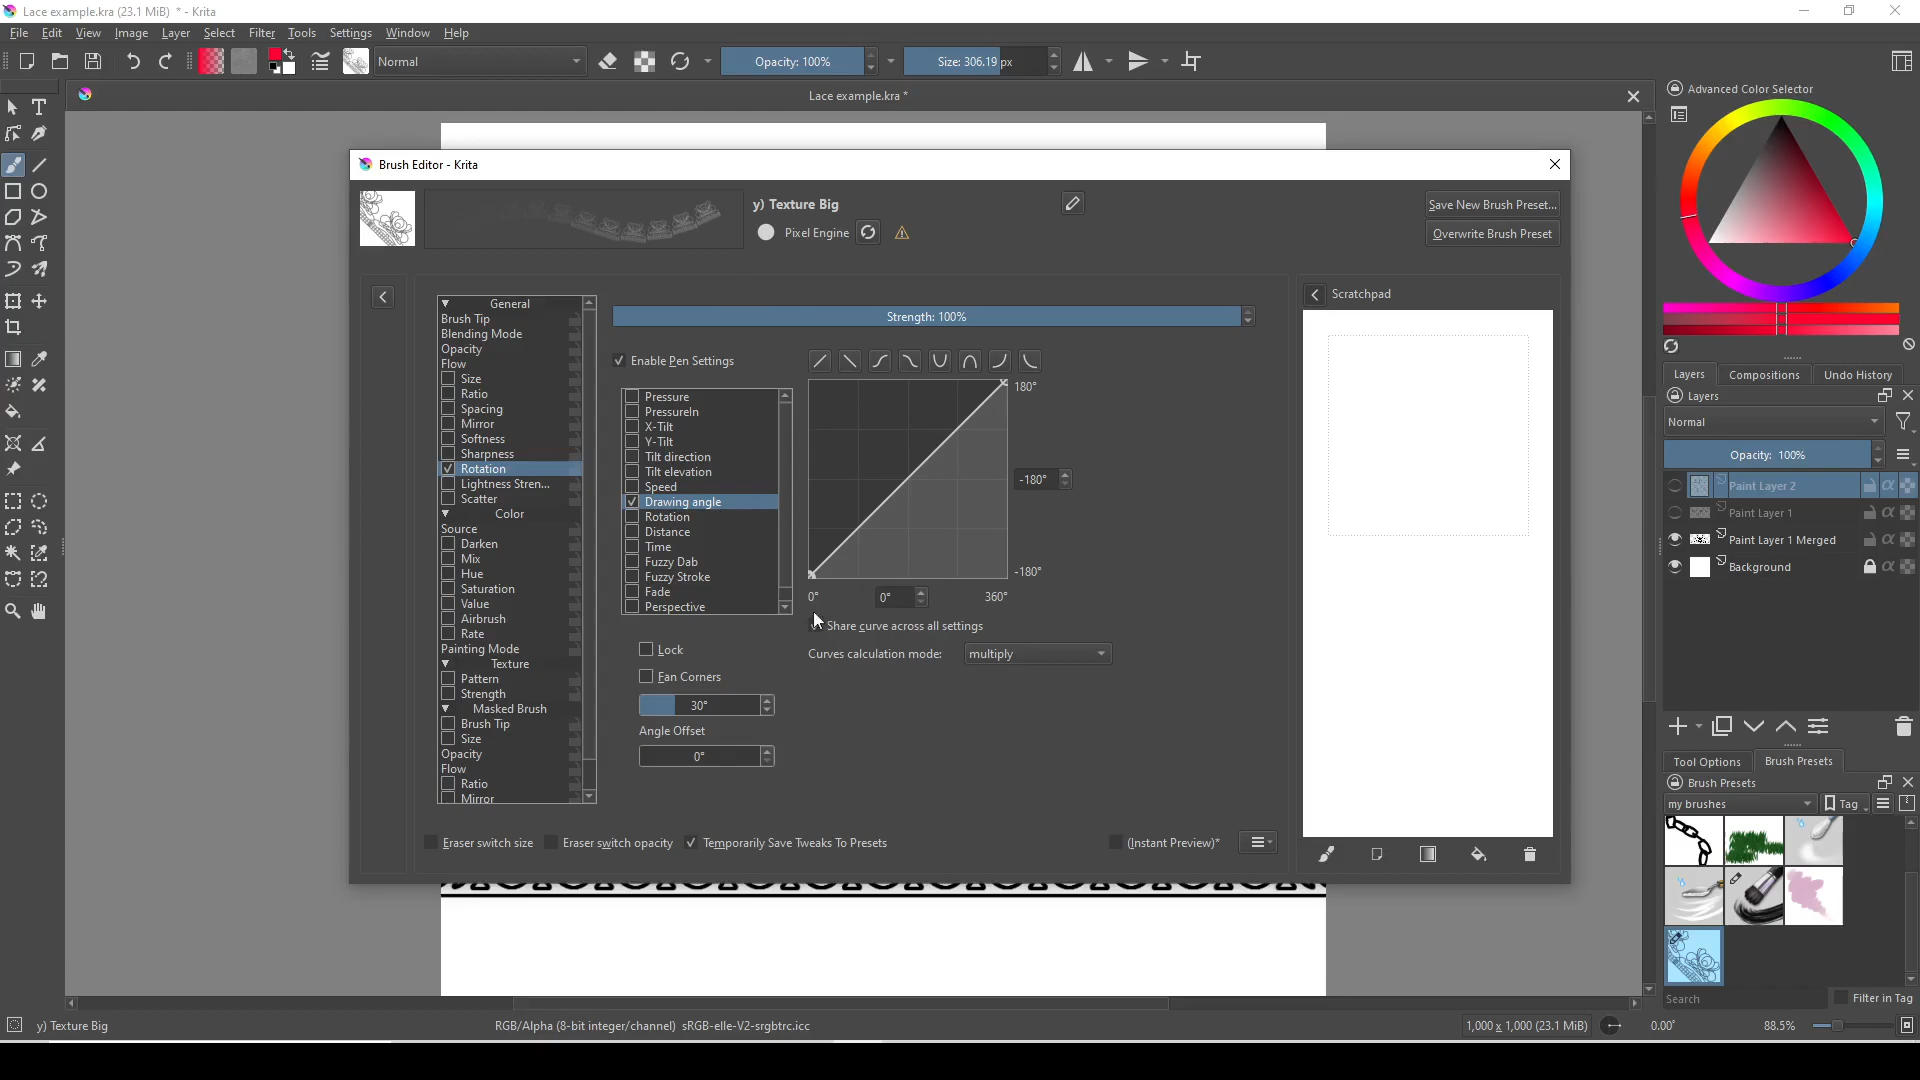 Lace example.kra (23.1 MiB) * - Krita
File Edit View Image Layer Select Filter Tools Settings Window Help
Normal
Opacity: 100%
Size: 306.19 px
Lace example.kra *
Advanced Color Selector
Brush Editor - Krita
y) Texture Big
Pixel Engine
Save New Brush Preset...
Overwrite Brush Preset
General
Brush Tip
Blending Mode
Opacity
Flow
Size
Ratio
Spacing
Mirror
Softness
Sharpness
Rotation
Lightness Stren...
Scatter
Color
Source
Darken
Mix
Hue
Saturation
Value
Airbrush
Rate
Painting Mode
Texture
Pattern
Strength
Masked Brush
Brush Tip
Size
Opacity
Flow
Ratio
Mirror
Strength: 100%
Enable Pen Settings
Pressure
PressureIn
X-Tilt
Y-Tilt
Tilt direction
Tilt elevation
Speed
Drawing angle
Rotation
Distance
Time
Fuzzy Dab
Fuzzy Stroke
Fade
Perspective
180°
-180°
-180°
0°
0°
360°
Share curve across all settings
Curves calculation mode: multiply
Lock
Fan Corners
30°
Angle Offset
0°
Eraser switch size
Eraser switch opacity
Temporarily Save Tweaks To Presets
(Instant Preview)*
Scratchpad
Layers Compositions Undo History
Layers
Normal
Opacity: 100%
Paint Layer 2
Paint Layer 1
Paint Layer 1 Merged
Background
Tool Options Brush Presets
Brush Presets
my brushes
Tag
Search
Filter in Tag
y) Texture Big
RGB/Alpha (8-bit integer/channel) sRGB-elle-V2-srgbtrc.icc
1,000 x 1,000 (23.1 MiB)
0.00°
88.5%